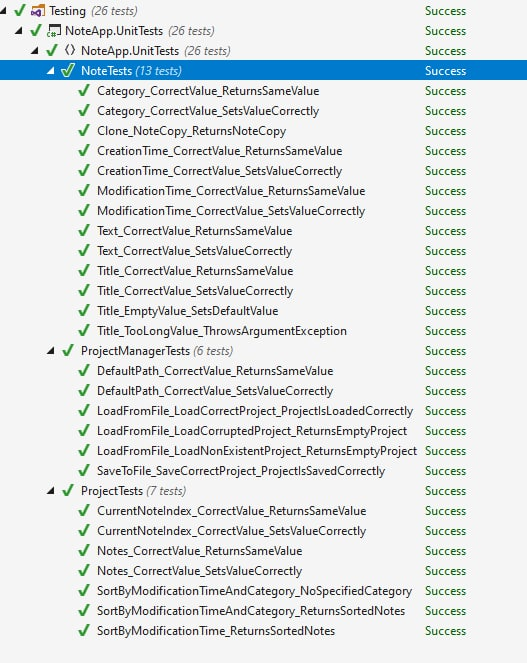 Testing (26 tests) Success
NoteApp.UnitTests (26 tests) Success
NoteApp.UnitTests (26 tests) Success
NoteTests (13 tests) Success
Category_CorrectValue_ReturnsSameValue Success
Category_CorrectValue_SetsValueCorrectly Success
Clone_NoteCopy_ReturnsNoteCopy Success
CreationTime_CorrectValue_ReturnsSameValue Success
CreationTime_CorrectValue_SetsValueCorrectly Success
ModificationTime_CorrectValue_ReturnsSameValue Success
ModificationTime_CorrectValue_SetsValueCorrectly Success
Text_CorrectValue_ReturnsSameValue Success
Text_CorrectValue_SetsValueCorrectly Success
Title_CorrectValue_ReturnsSameValue Success
Title_CorrectValue_SetsValueCorrectly Success
Title_EmptyValue_SetsDefaultValue Success
Title_TooLongValue_ThrowsArgumentException Success
ProjectManagerTests (6 tests) Success
DefaultPath_CorrectValue_ReturnsSameValue Success
DefaultPath_CorrectValue_SetsValueCorrectly Success
LoadFromFile_LoadCorrectProject_ProjectIsLoadedCorrectly Success
LoadFromFile_LoadCorruptedProject_ReturnsEmptyProject Success
LoadFromFile_LoadNonExistentProject_ReturnsEmptyProject Success
SaveToFile_SaveCorrectProject_ProjectIsSavedCorrectly Success
ProjectTests (7 tests) Success
CurrentNoteIndex_CorrectValue_ReturnsSameValue Success
CurrentNoteIndex_CorrectValue_SetsValueCorrectly Success
Notes_CorrectValue_ReturnsSameValue Success
Notes_CorrectValue_SetsValueCorrectly Success
SortByModificationTimeAndCategory_NoSpecifiedCategory Success
SortByModificationTimeAndCategory_ReturnsSortedNotes Success
SortByModificationTime_ReturnsSortedNotes Success